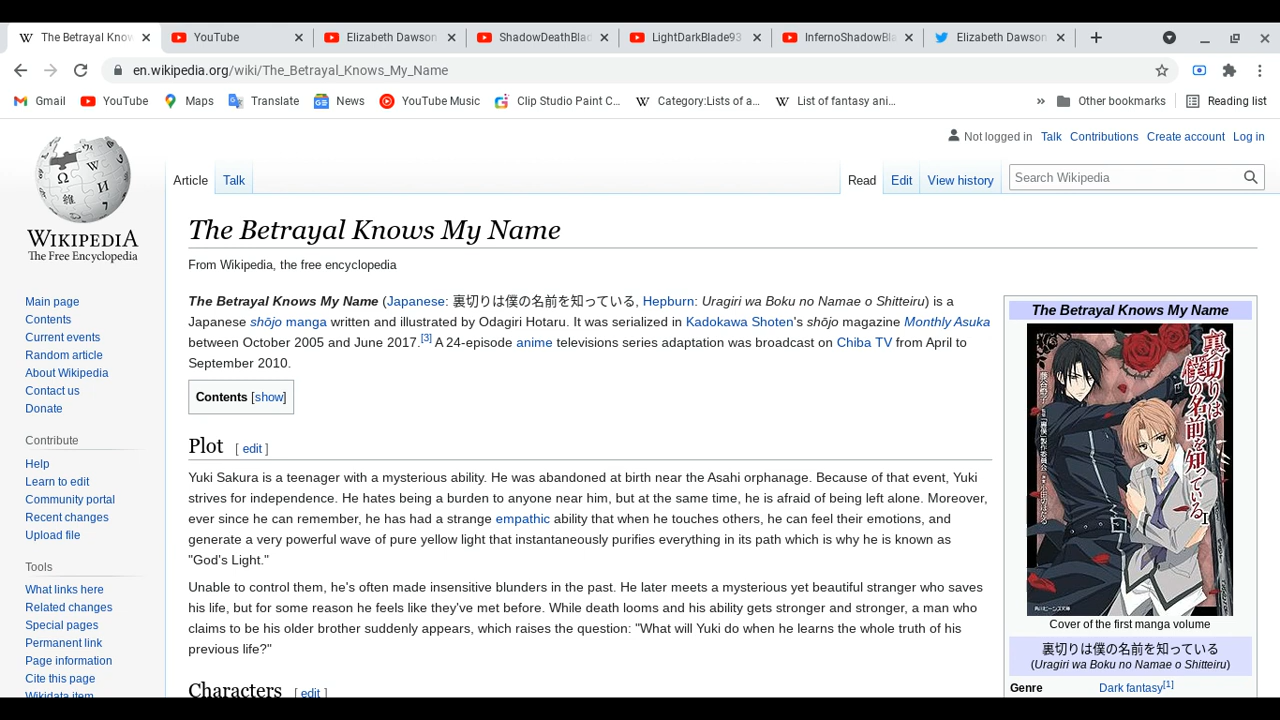 The Betrayal Know
YouTube
Elizabeth Dawson
ShadowDeathBlad
LightDarkBlade93
InfernoShadowBla
Elizabeth Dawson
en.wikipedia.org/wiki/The_Betrayal_Knows_My_Name
Gmail
YouTube
Maps
Translate
News
YouTube Music
Clip Studio Paint C...
Category:Lists of a...
List of fantasy ani...
»
Other bookmarks
Reading list
Not logged in Talk Contributions Create account Log in
Article Talk
Read Edit View history
Search Wikipedia
WIKIPEDIA
The Free Encyclopedia
Main page
Contents
Current events
Random article
About Wikipedia
Contact us
Donate
Contribute
Help
Learn to edit
Community portal
Recent changes
Upload file
Tools
What links here
Related changes
Special pages
Permanent link
Page information
Cite this page
Wikidata item
The Betrayal Knows My Name
From Wikipedia, the free encyclopedia
The Betrayal Knows My Name (Japanese: 裏切りは僕の名前を知っている, Hepburn: Uragiri wa Boku no Namae o Shitteiru) is a
Japanese shōjo manga written and illustrated by Odagiri Hotaru. It was serialized in Kadokawa Shoten's shōjo magazine Monthly Asuka
between October 2005 and June 2017.[3] A 24-episode anime televisions series adaptation was broadcast on Chiba TV from April to
September 2010.
Contents [show]
Plot [ edit ]
Yuki Sakura is a teenager with a mysterious ability. He was abandoned at birth near the Asahi orphanage. Because of that event, Yuki
strives for independence. He hates being a burden to anyone near him, but at the same time, he is afraid of being left alone. Moreover,
ever since he can remember, he has had a strange empathic ability that when he touches others, he can feel their emotions, and
generate a very powerful wave of pure yellow light that instantaneously purifies everything in its path which is why he is known as
"God's Light."
Unable to control them, he's often made insensitive blunders in the past. He later meets a mysterious yet beautiful stranger who saves
his life, but for some reason he feels like they've met before. While death looms and his ability gets stronger and stronger, a man who
claims to be his older brother suddenly appears, which raises the question: "What will Yuki do when he learns the whole truth of his
previous life?"
Characters [ edit ]
The Betrayal Knows My Name
裏切りは
僕の名前を
知っている
I
Cover of the first manga volume
裏切りは僕の名前を知っている
(Uragiri wa Boku no Namae o Shitteiru)
Genre Dark fantasy[1]